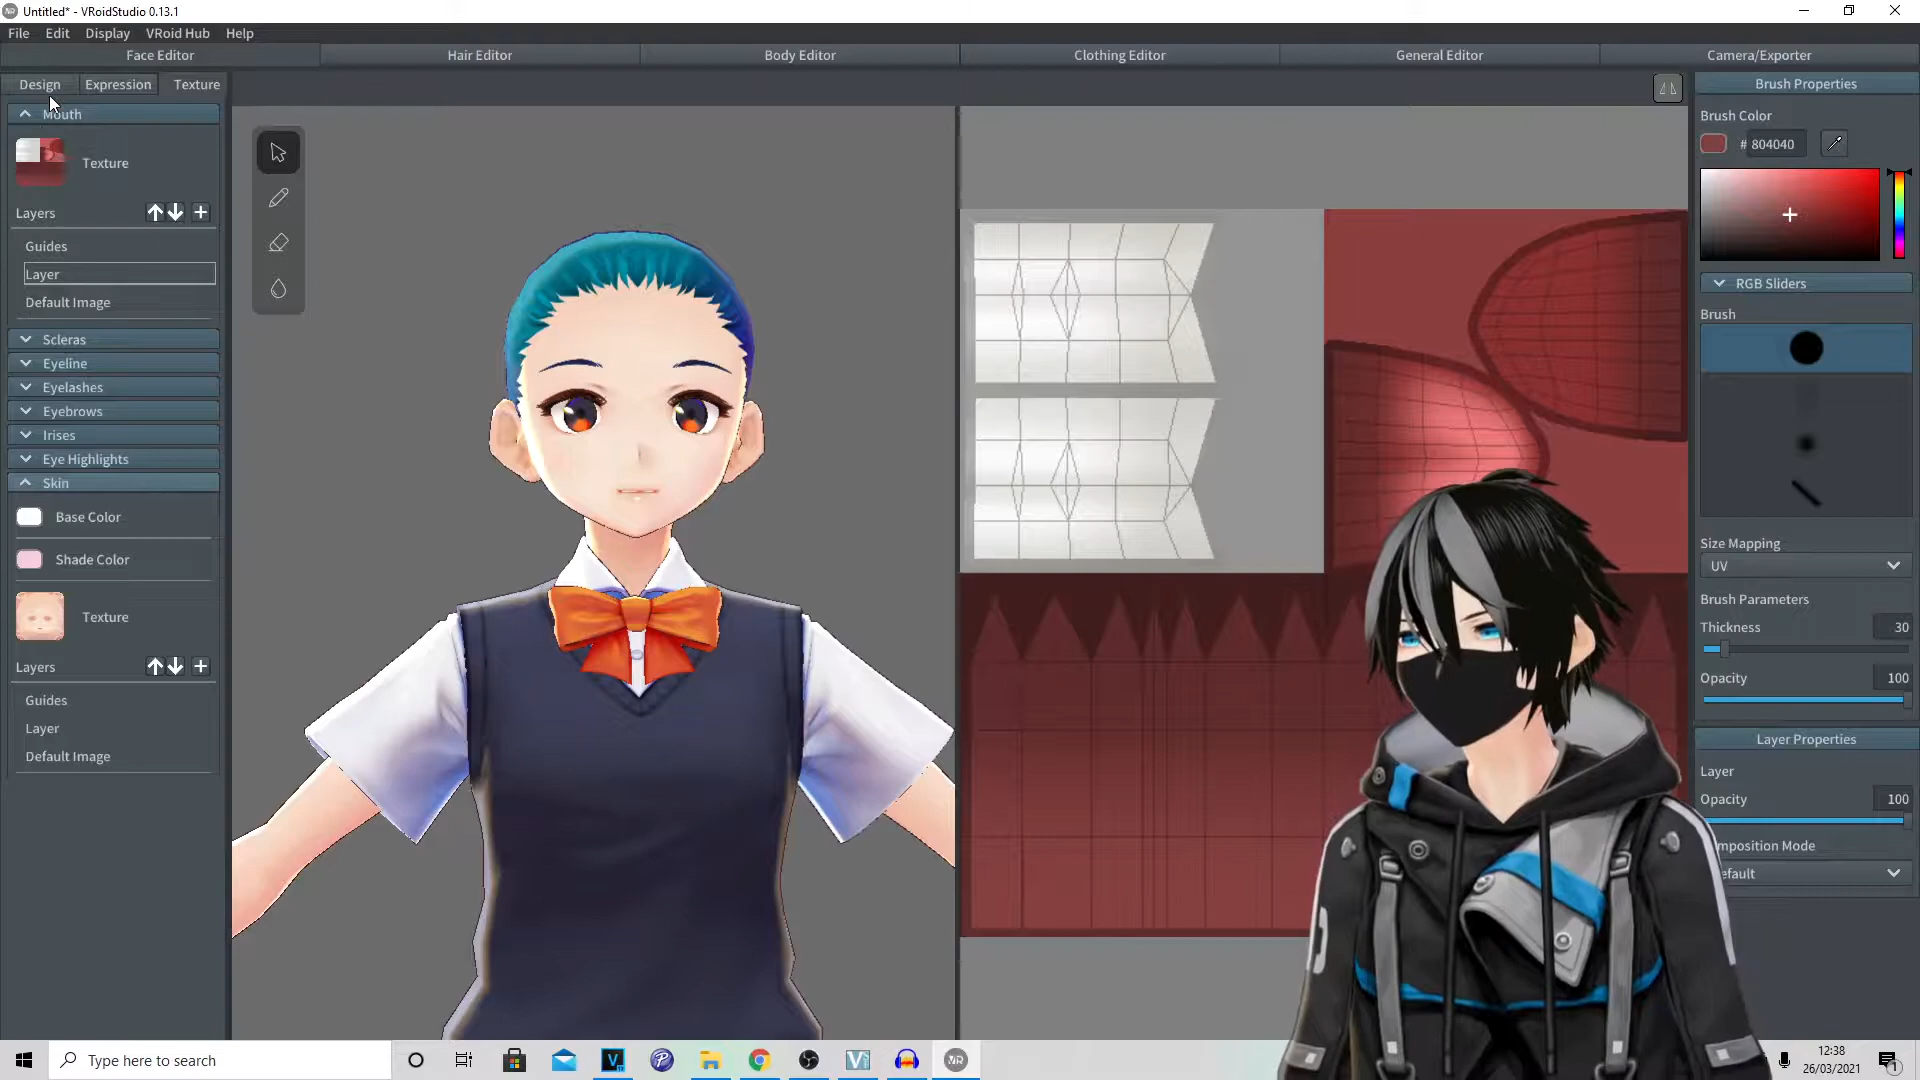 Untitled* - VRoidStudio 0.13.1
File Edit Display VRoid Hub Help
Face Editor Hair Editor Body Editor Clothing Editor General Editor Camera/Exporter
Design Expression Texture
Mouth
Texture
Layers
Guides
Layer
Default Image
Scleras
Eyeline
Eyelashes
Eyebrows
Irises
Eye Highlights
Skin
Base Color
Shade Color
Texture
Layers
Guides
Layer
Default Image
Brush Properties
Brush Color
# 804040
RGB Sliders
Brush
Size Mapping
UV
Brush Parameters
Thickness 30
Opacity 100
Layer Properties
Layer
Opacity 100
mposition Mode
efault
Type here to search
12:38
26/03/2021